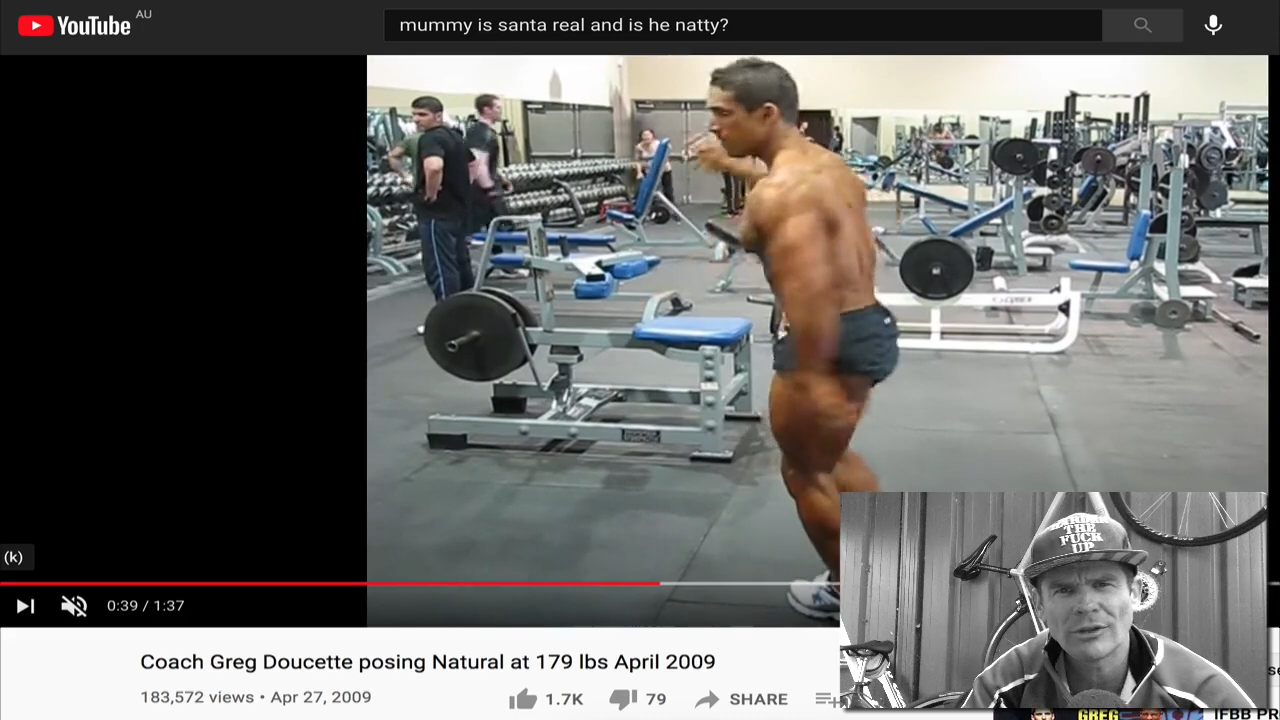 AU
YouTube
mummy is santa real and is he natty?
HARDEN
THE
FUCK
UP
(k)
0:39 / 1:37
Coach Greg Doucette posing Natural at 179 lbs April 2009
183,572 views • Apr 27, 2009
1.7K 79 SHARE
GREG
IFBB PR